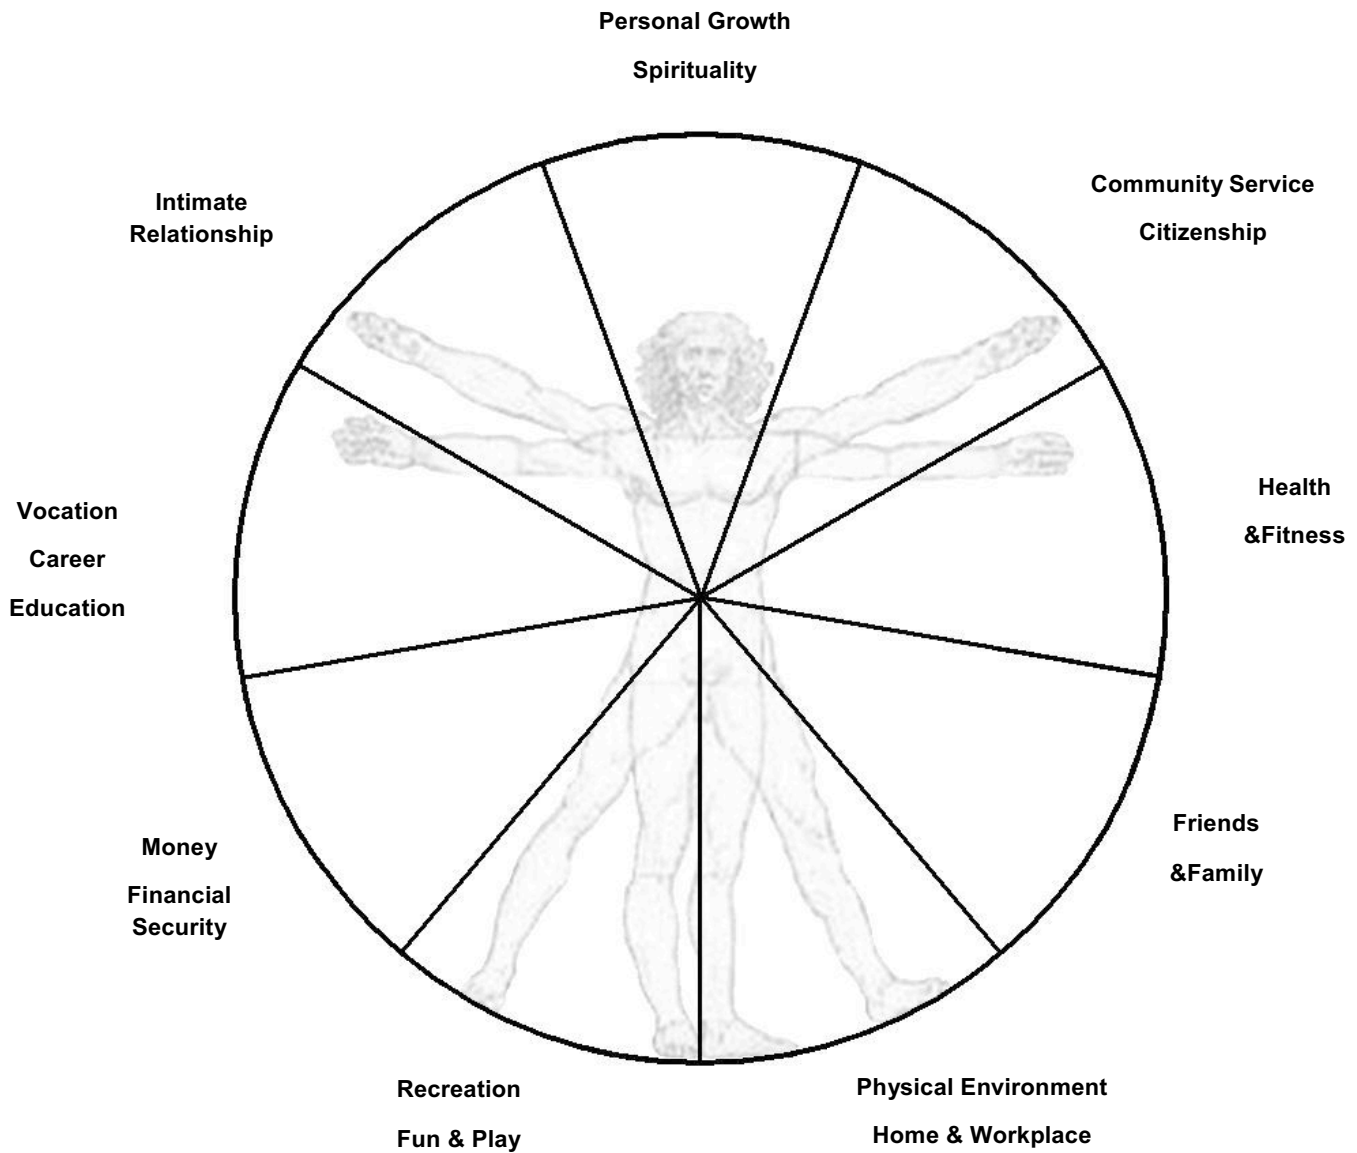 Personal Growth
Spirituality
Community Service
Citizenship
Intimate
Relationship
Health
&Fitness
Vocation
Career
Education
Friends
&Family
Money
Financial
Security
Recreation
Fun & Play
Physical Environment
Home & Workplace